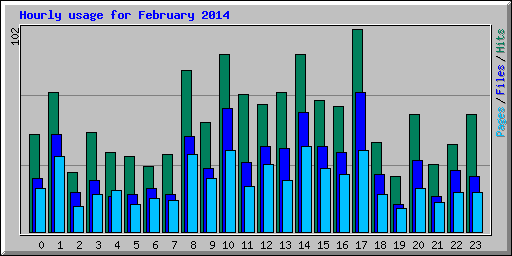 Hourly usage for February 2014
102
Pages / Files / Hits
0 1 2 3 4 5 6 7 8 9 10 11 12 13 14 15 16 17 18 19 20 21 22 23